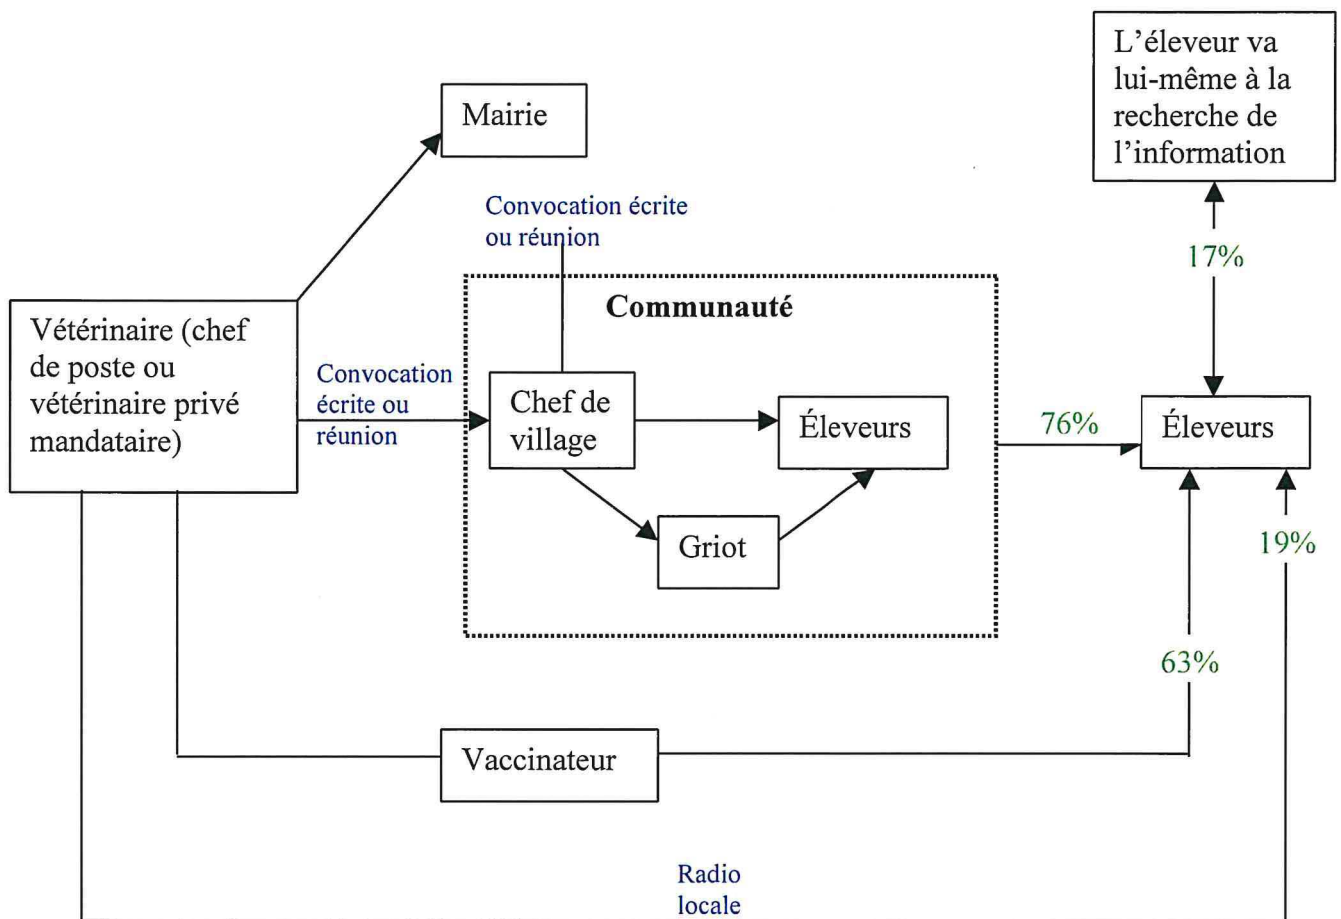 L'éleveur va
lui-même à la
recherche de
l'information
Mairie
Convocation écrite
ou réunion
17%
Communauté
Vétérinaire (chef
de poste ou
vétérinaire privé
mandataire)
Convocation
écrite ou
réunion
Chef de
village
Éleveurs
76%
Éleveurs
Griot
19%
63%
Vaccinateur
Radio
locale